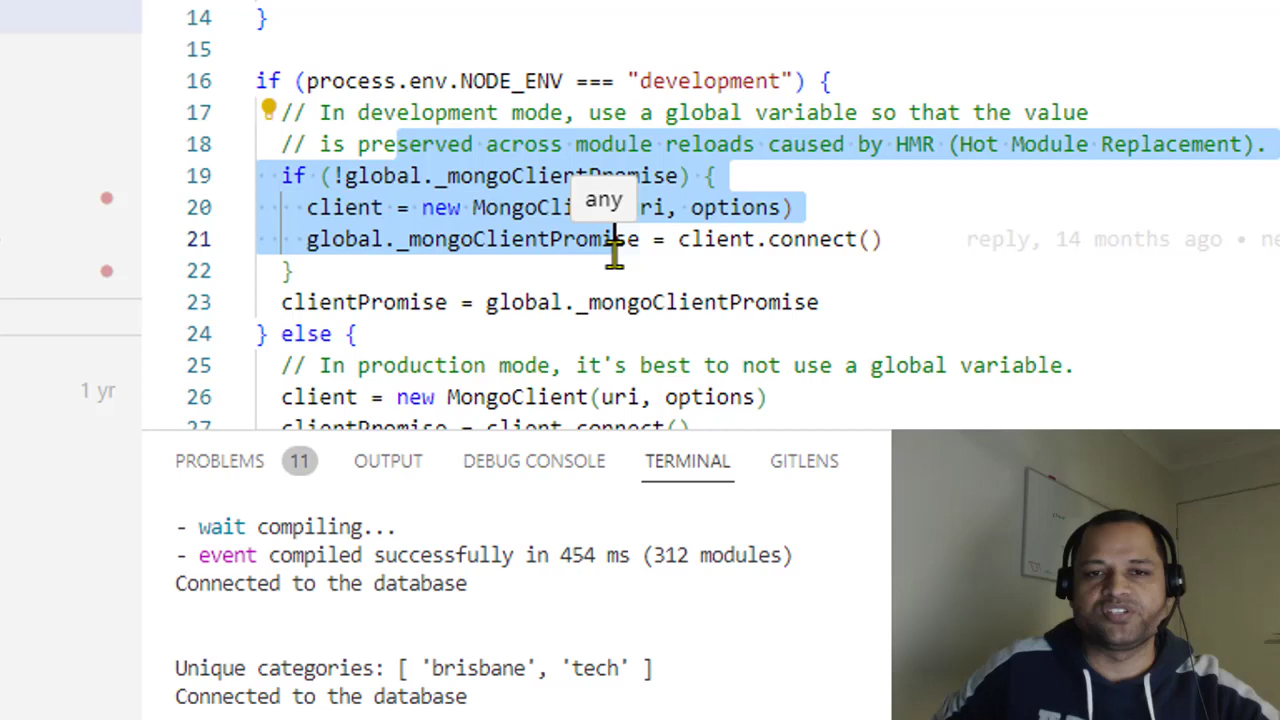 14 }
15
16 if (process.env.NODE_ENV === "development") {
17 // In development mode, use a global variable so that the value
18 // is preserved across module reloads caused by HMR (Hot Module Replacement).
19 if (!global._mongoClientPromise) {
any
20 client = new MongoCli ri, options)
21 global._mongoClientPromise = client.connect() reply, 14 months ago • ne
22 }
23 clientPromise = global._mongoClientPromise
24 } else {
25 // In production mode, it's best to not use a global variable.
1 yr
26 client = new MongoClient(uri, options)
27 clientPromise = client.connect()
PROBLEMS 11 OUTPUT DEBUG CONSOLE TERMINAL GITLENS
- wait compiling...
- event compiled successfully in 454 ms (312 modules)
Connected to the database
Unique categories: [ 'brisbane', 'tech' ]
Connected to the database